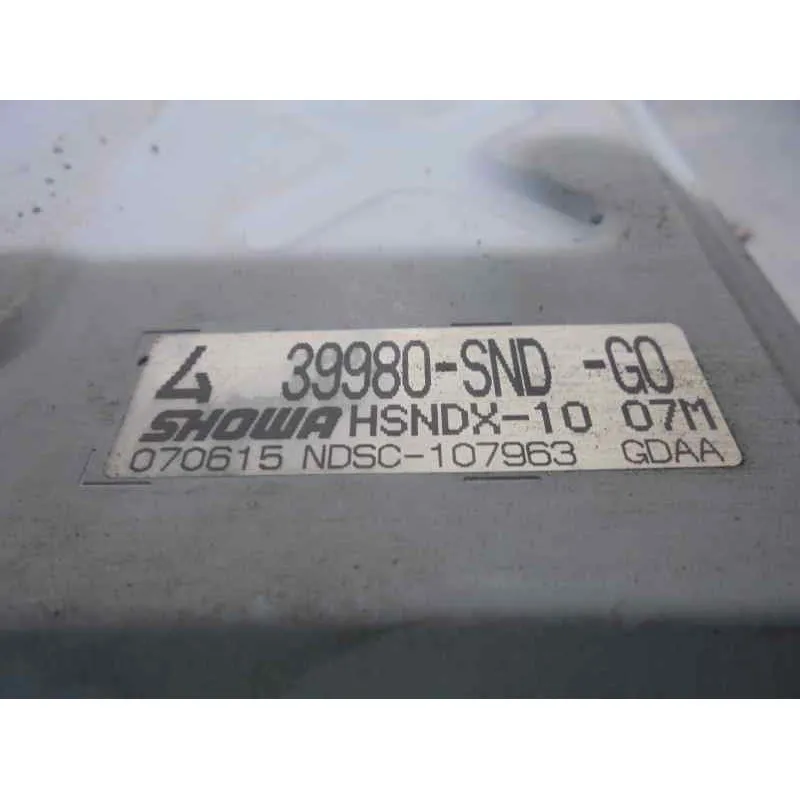 4 39980-SND -G0
SHOWA HSNDX-10 07M
070615 NDSC-107963 GDAA